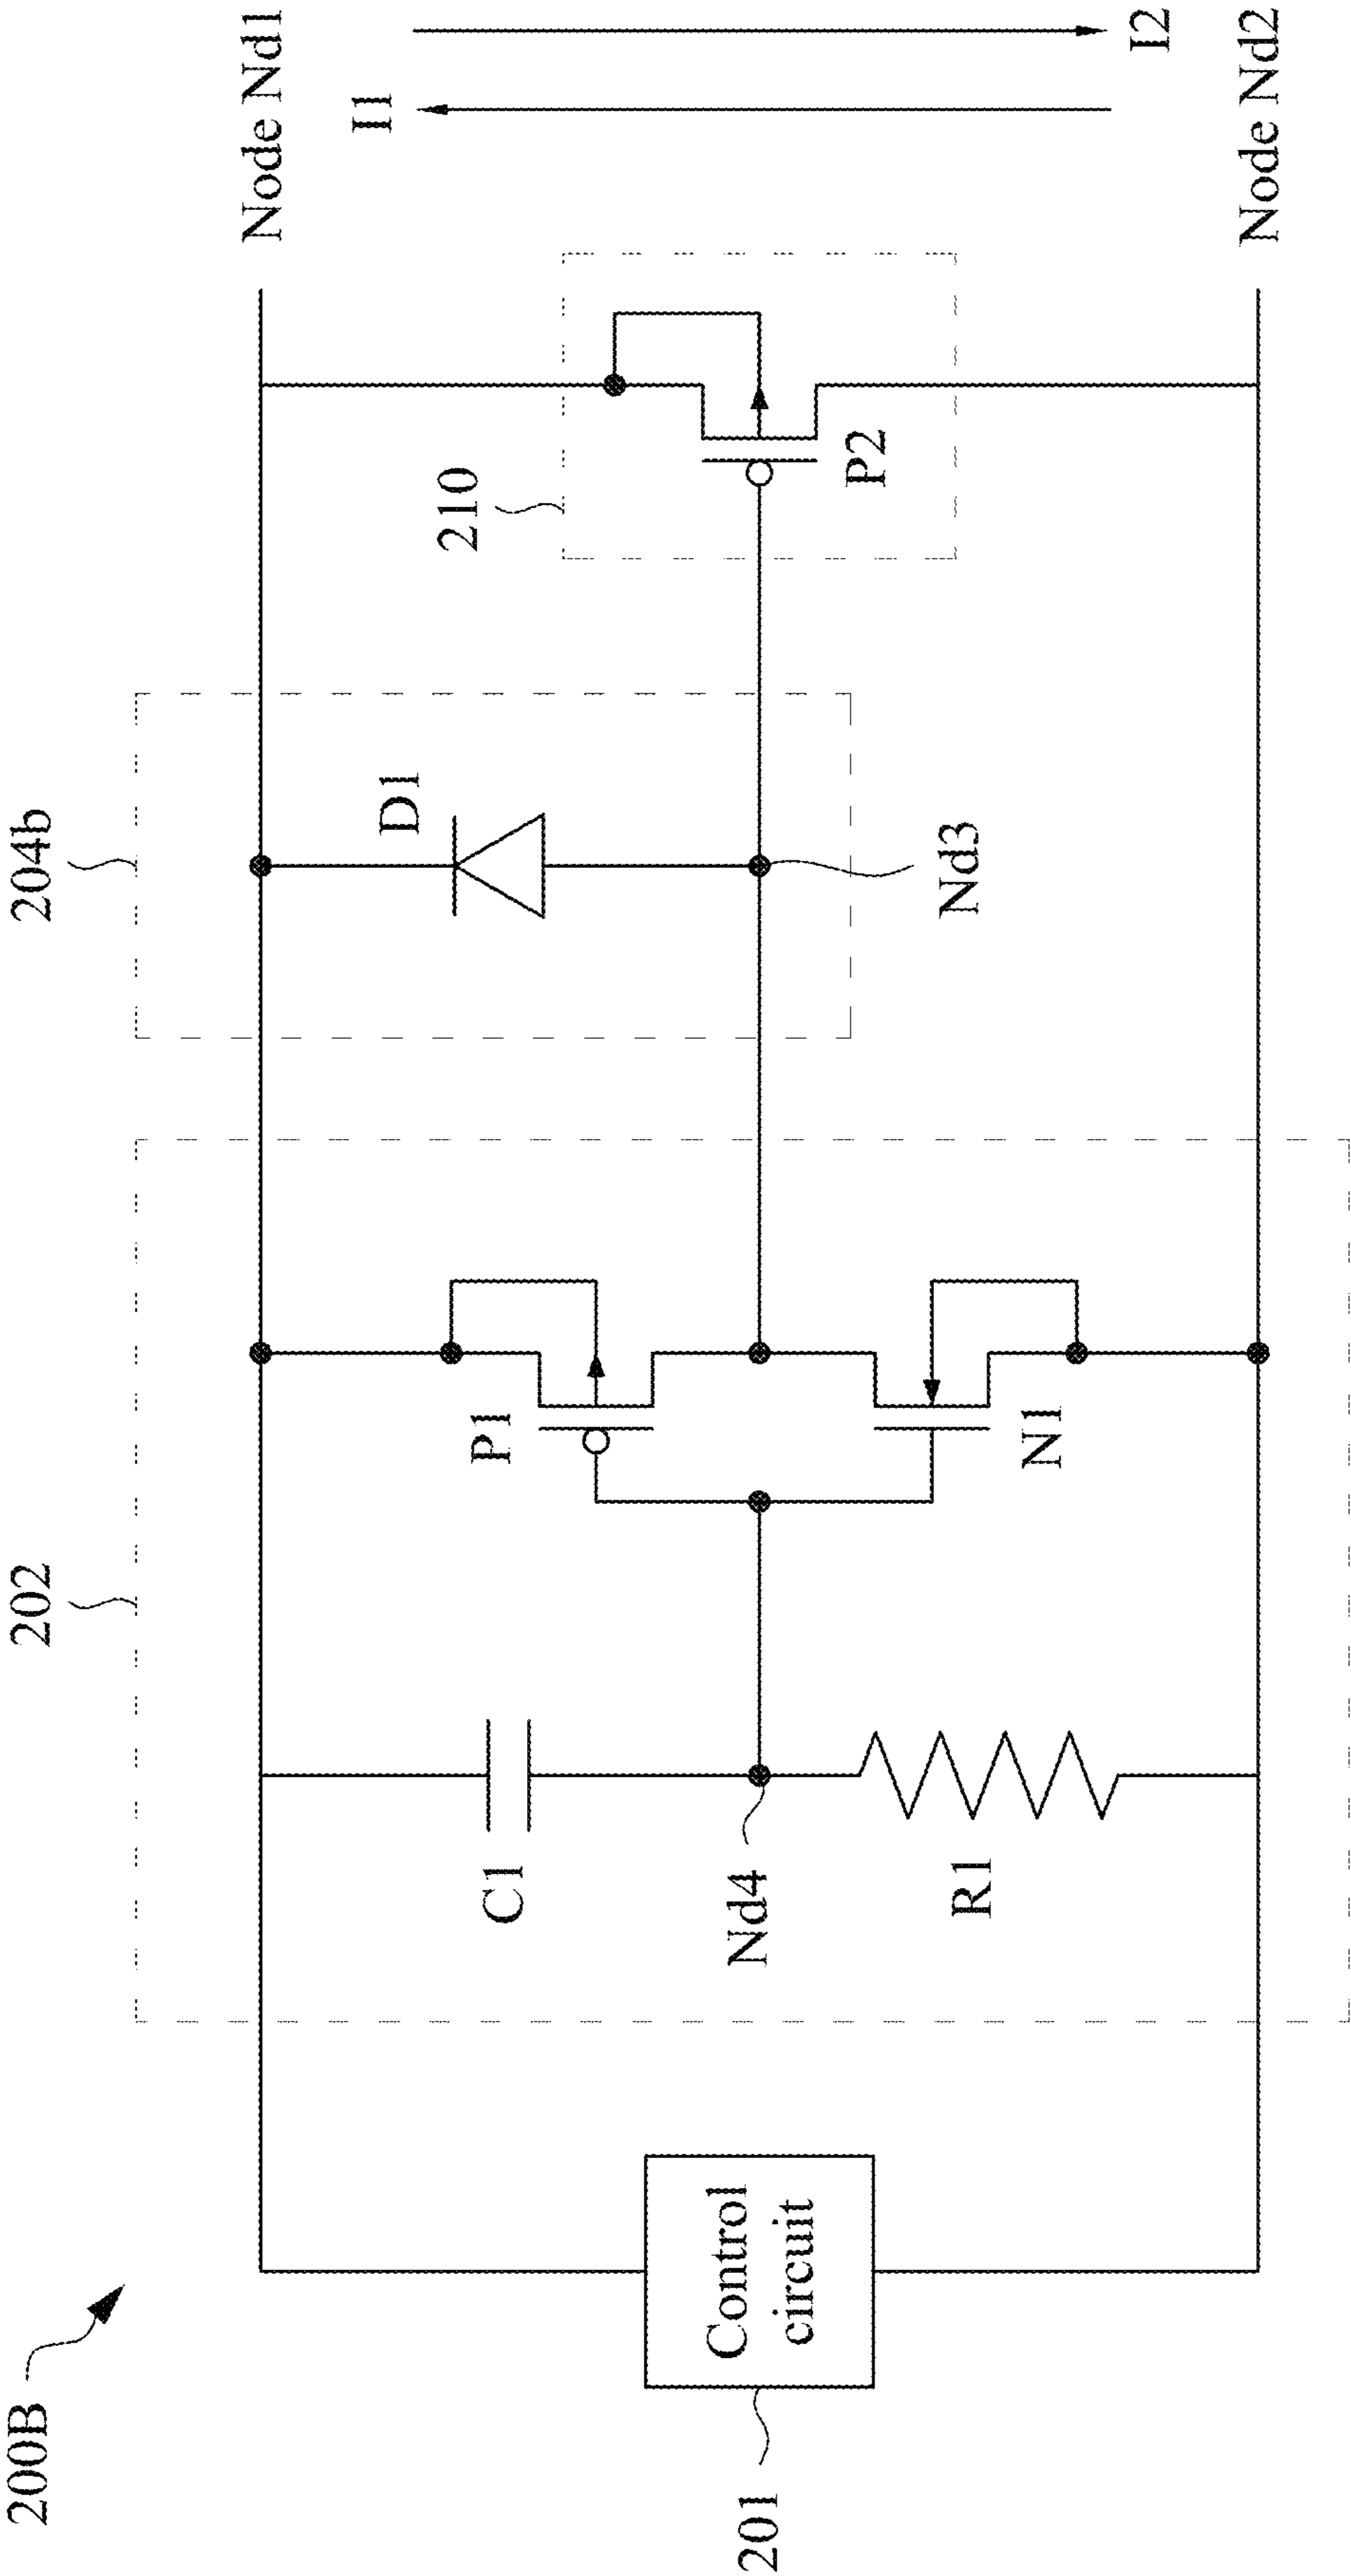 200B
202
204b
Node Nd1
I1
I2
C1
P1
D1
210
201
Control
circuit
Nd4
R1
N1
Nd3
P2
Node Nd2